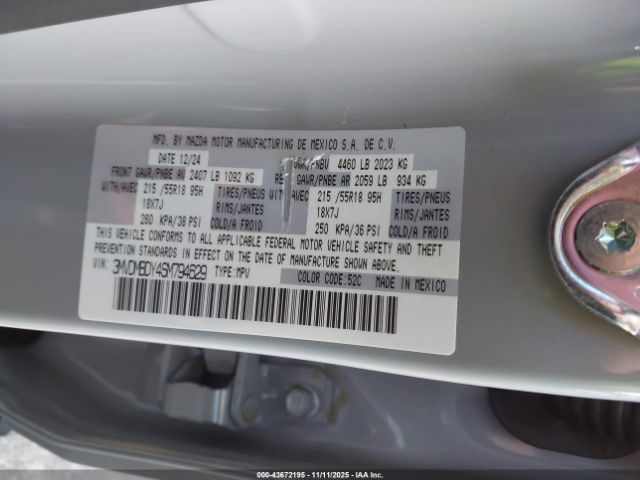 MFD. BY MAZDA MOTOR MANUFACTURING DE MEXICO S.A. DE C.V.
DATE 12/24 GVWR/PNBV 4460 LB 2023 KG
FRONT GAWR/PNBE AV 2407 LB 1092 KG GAWR/PNBE AR 2059 LB 934 KG
WITH/AVEC 215 /55R18 95H TIRES/PNEUS WITH/AVEC 215 /55R18 95H TIRES/PNEUS
18X7J RIMS/JANTES 18X7J RIMS/JANTES
260 KPA/38 PSI COLD/A FROID 250 KPA/36 PSI COLD/A FROID
THIS VEHICLE CONFORMS TO ALL APPLICABLE FEDERAL MOTOR VEHICLE SAFETY AND THEFT
PREVENTION STANDARDS IN EFFECT ON THE DATE OF MANUFACTURE SHOWN ABOVE.
VIN: 3MVDMBDY4SM794629 TYPE: MPV COLOR CODE:52C MADE IN MEXICO
000-43672195 - 11/11/2025 - IAA Inc.